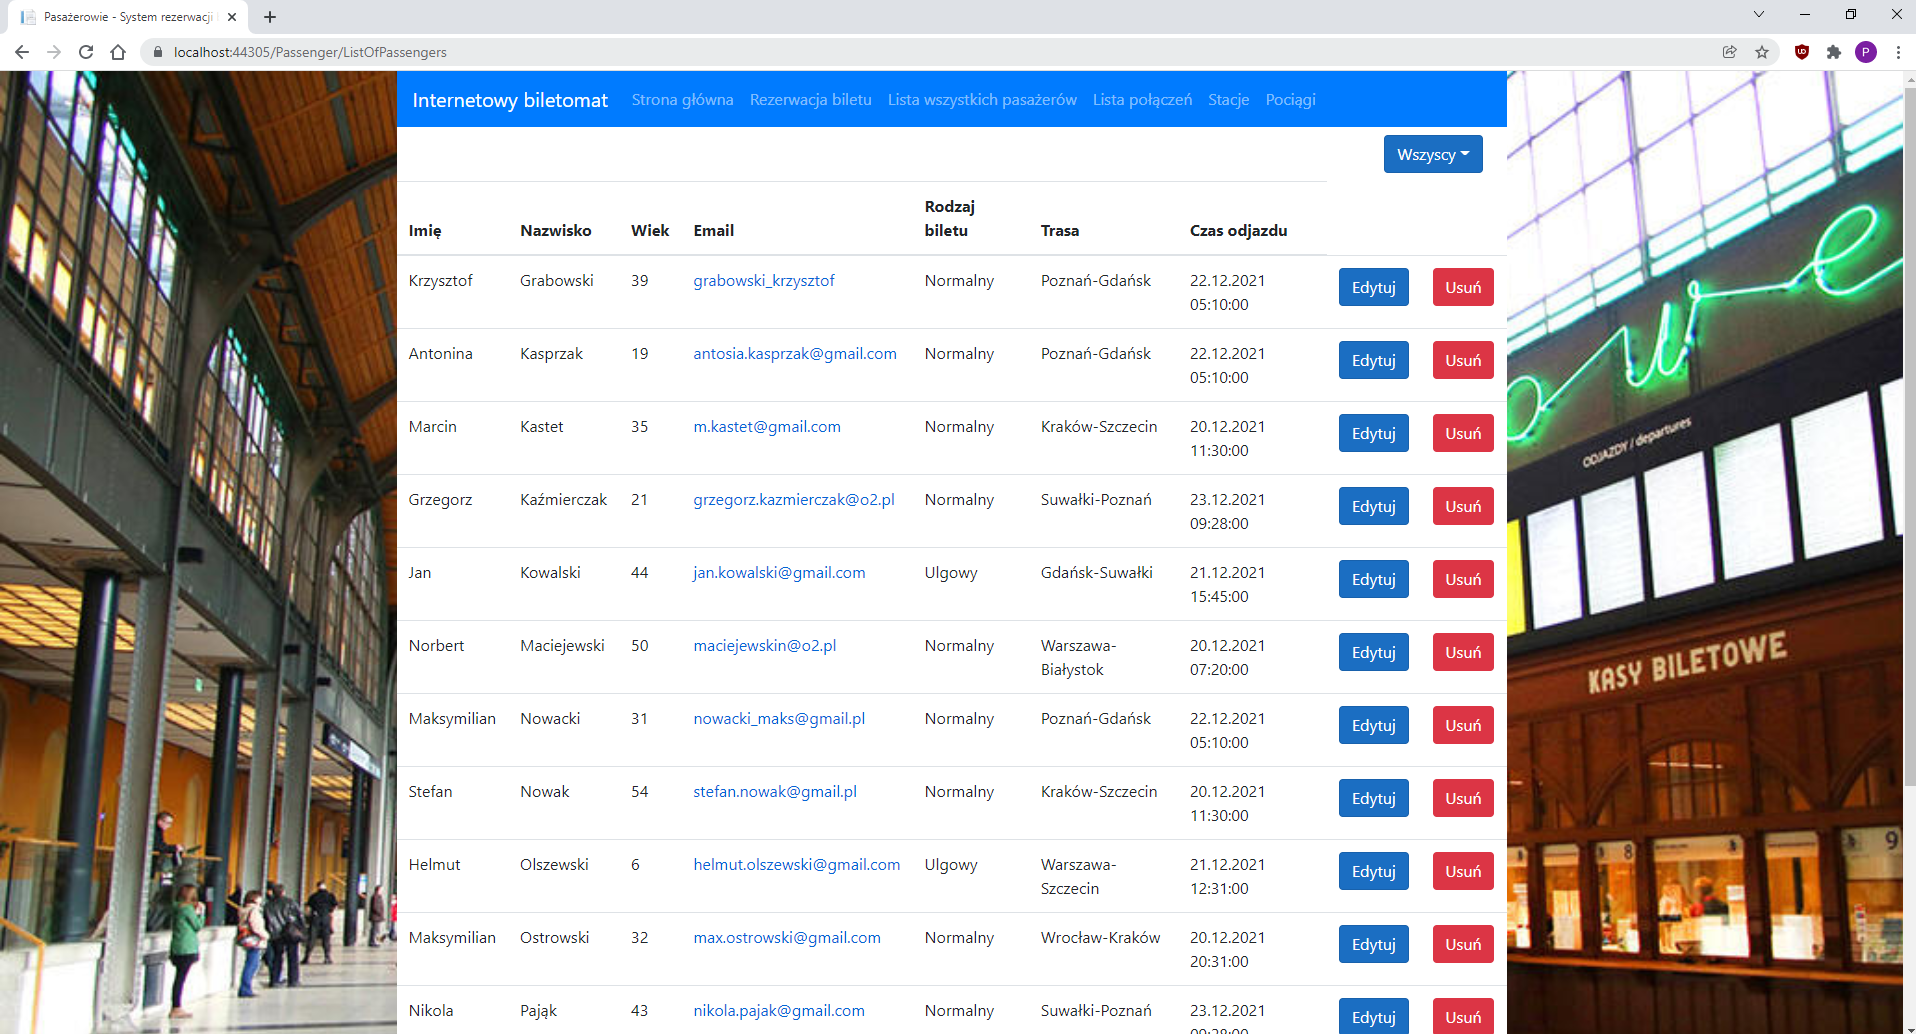 Pasażerowie - System rezerwacji
localhost:44305/Passenger/ListOfPassengers
P
Internetowy biletomat Strona główna Rezerwacja biletu Lista wszystkich pasażerów Lista połączeń Stacje Pociągi
Wszyscy
Imię Nazwisko Wiek Email Rodzaj biletu Trasa Czas odjazdu
Krzysztof Grabowski 39 grabowski_krzysztof Normalny Poznań-Gdańsk 22.12.2021 05:10:00 Edytuj Usuń
Antonina Kasprzak 19 antosia.kasprzak@gmail.com Normalny Poznań-Gdańsk 22.12.2021 05:10:00 Edytuj Usuń
Marcin Kastet 35 m.kastet@gmail.com Normalny Kraków-Szczecin 20.12.2021 11:30:00 Edytuj Usuń
Grzegorz Kaźmierczak 21 grzegorz.kazmierczak@o2.pl Normalny Suwałki-Poznań 23.12.2021 09:28:00 Edytuj Usuń
Jan Kowalski 44 jan.kowalski@gmail.com Ulgowy Gdańsk-Suwałki 21.12.2021 15:45:00 Edytuj Usuń
Norbert Maciejewski 50 maciejewskin@o2.pl Normalny Warszawa-Białystok 20.12.2021 07:20:00 Edytuj Usuń
Maksymilian Nowacki 31 nowacki_maks@gmail.pl Normalny Poznań-Gdańsk 22.12.2021 05:10:00 Edytuj Usuń
Stefan Nowak 54 stefan.nowak@gmail.pl Normalny Kraków-Szczecin 20.12.2021 11:30:00 Edytuj Usuń
Helmut Olszewski 6 helmut.olszewski@gmail.com Ulgowy Warszawa-Szczecin 21.12.2021 12:31:00 Edytuj Usuń
Maksymilian Ostrowski 32 max.ostrowski@gmail.com Normalny Wrocław-Kraków 20.12.2021 20:31:00 Edytuj Usuń
Nikola Pająk 43 nikola.pajak@gmail.com Normalny Suwałki-Poznań 23.12.2021 09:28:00 Edytuj Usuń
owe
ODJAZDY / departures
KASY BILETOWE
8
9